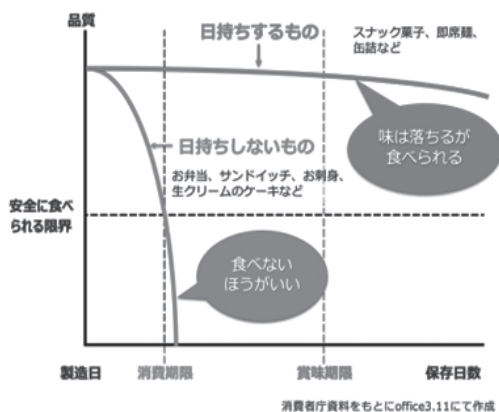 品質
日持ちするもの
スナック菓子、即席麺、
缶詰など
味は落ちるが
食べられる
日持ちしないもの
お弁当、サンドイッチ、お刺身、
生クリームのケーキなど
安全に食べ
られる限界
食べない
ほうがいい
製造日
消費期限
賞味期限
保存日数
消費者庁資料をもとにoffice3.11にて作成